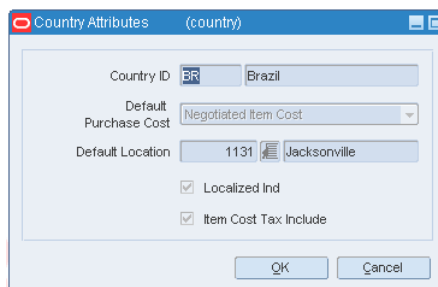 Country Attributes (country)
Country ID BR Brazil
Default
Purchase Cost Negotiated Item Cost
Default Location 1131 Jacksonville
Localized Ind
Item Cost Tax Include
OK Cancel